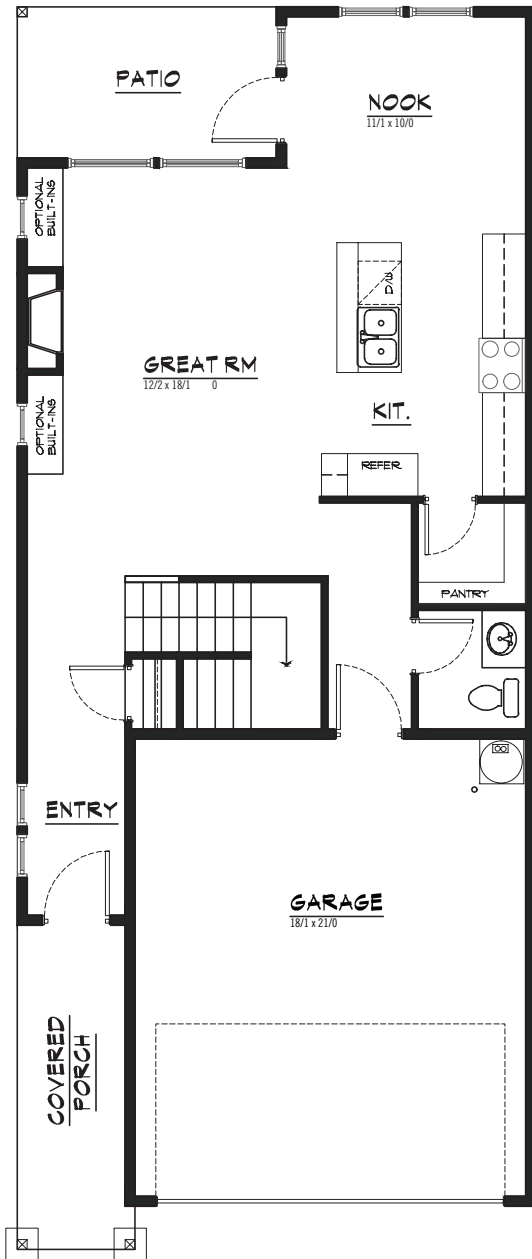 PATIO
NOOK
11/1 x 10/0
OPTIONAL
BUILT-INS
D/W
GREAT RM
12/2 x 18/1 0
OPTIONAL
BUILT-INS
KIT.
REFER.
PANTRY
ENTRY
GARAGE
18/1 x 21/0
COVERED
PORCH